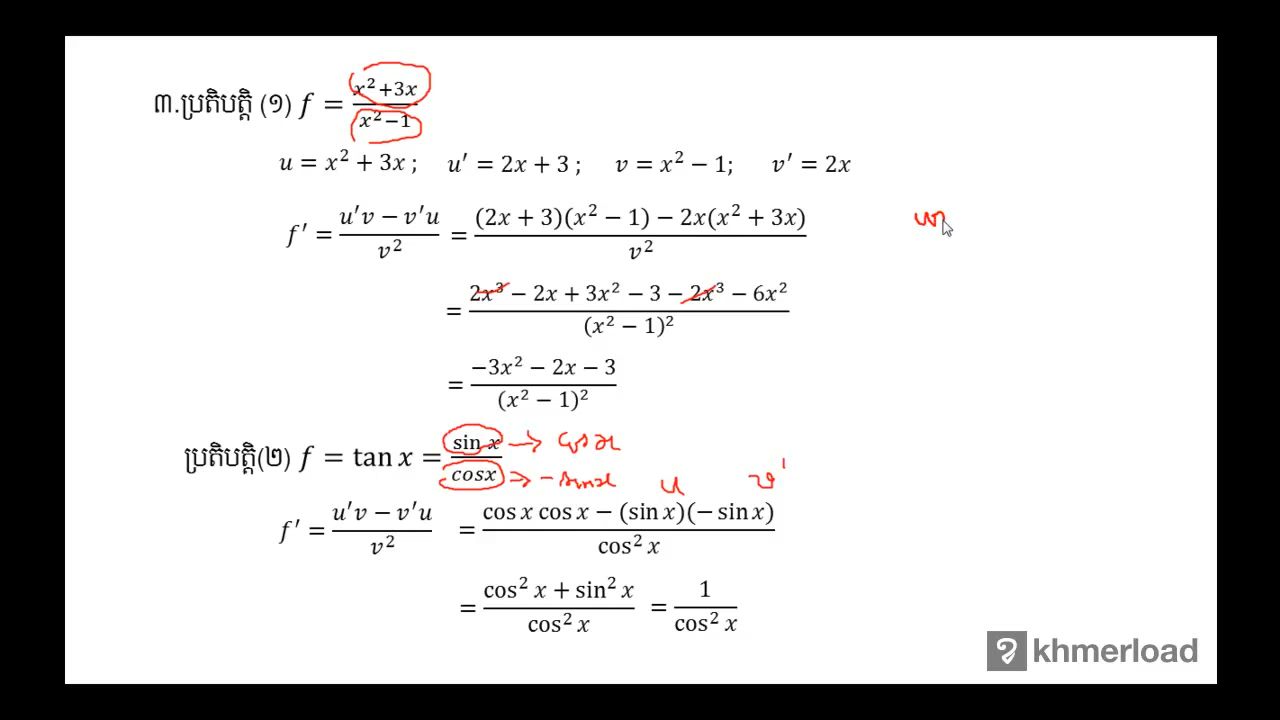 ៣.ប្រតិបត្តិ (១) f = x²+3x / x²−1
u = x² + 3x ; u′ = 2x + 3 ; v = x² − 1; v′ = 2x
f′ = u′v − v′u / v² = (2x + 3)(x² − 1) − 2x(x² + 3x) / v²
= 2x³ − 2x + 3x² − 3 − 2x³ − 6x² / (x² − 1)²
= −3x² − 2x − 3 / (x² − 1)²
ប្រតិបត្តិ(២) f = tan x = sin x / cosx → cos x ⇒ − sinx u v′
f′ = u′v − v′u / v² = cos x cos x − (sin x)(− sin x) / cos² x
= cos² x + sin² x / cos² x = 1 / cos² x
khmerload